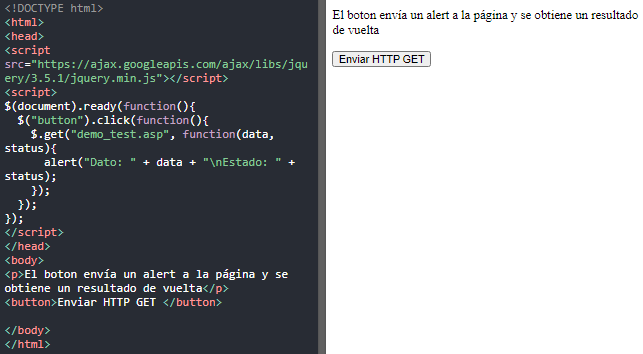 <!DOCTYPE html>
<html>
<head>
<script
src="https://ajax.googleapis.com/ajax/libs/jqu
ery/3.5.1/jquery.min.js"></script>
<script>
$(document).ready(function(){
  $("button").click(function(){
    $.get("demo_test.asp", function(data,
status){
      alert("Dato: " + data + "\nEstado: " +
status);
    });
  });
});
</script>
</head>
<body>
<p>El boton envía un alert a la página y se
obtiene un resultado de vuelta</p>
<button>Enviar HTTP GET </button>

</body>
</html>
El boton envía un alert a la página y se obtiene un resultado
de vuelta
Enviar HTTP GET